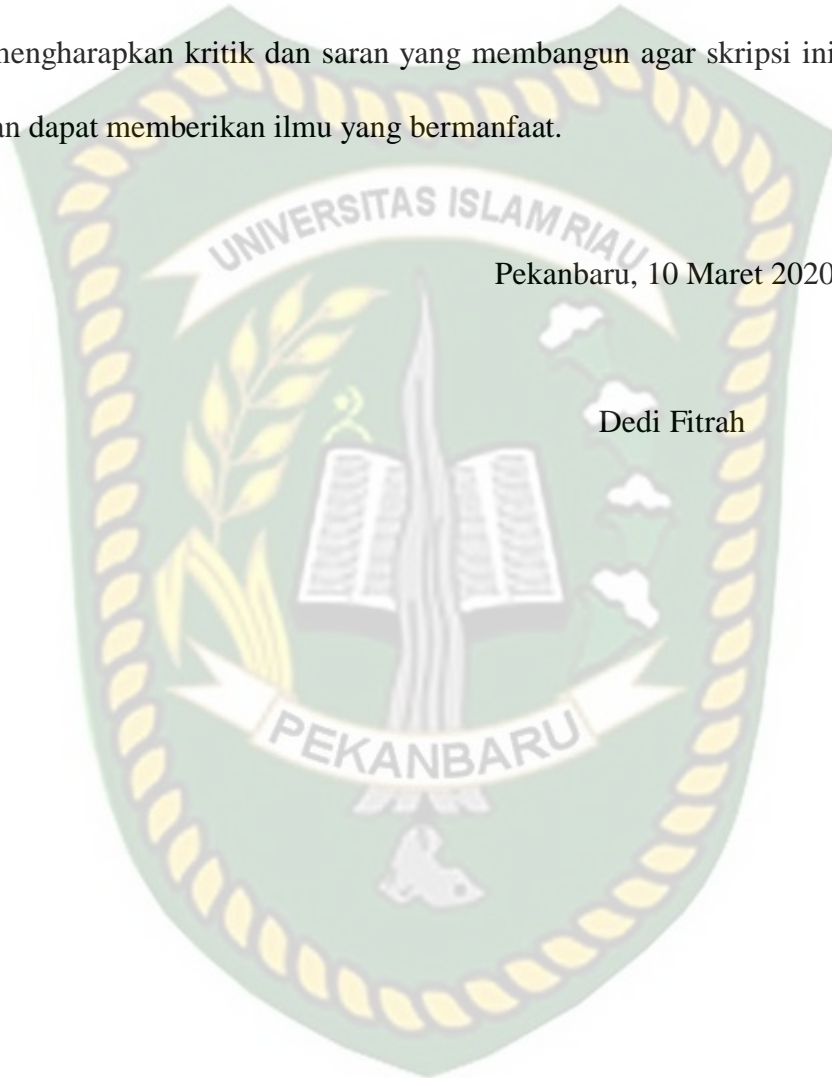 mengharapkan kritik dan saran yang membangun agar skripsi ini
an dapat memberikan ilmu yang bermanfaat.
UNIVERSITAS ISLAM RIAU
Pekanbaru, 10 Maret 2020
Dedi Fitrah
PEKANBARU